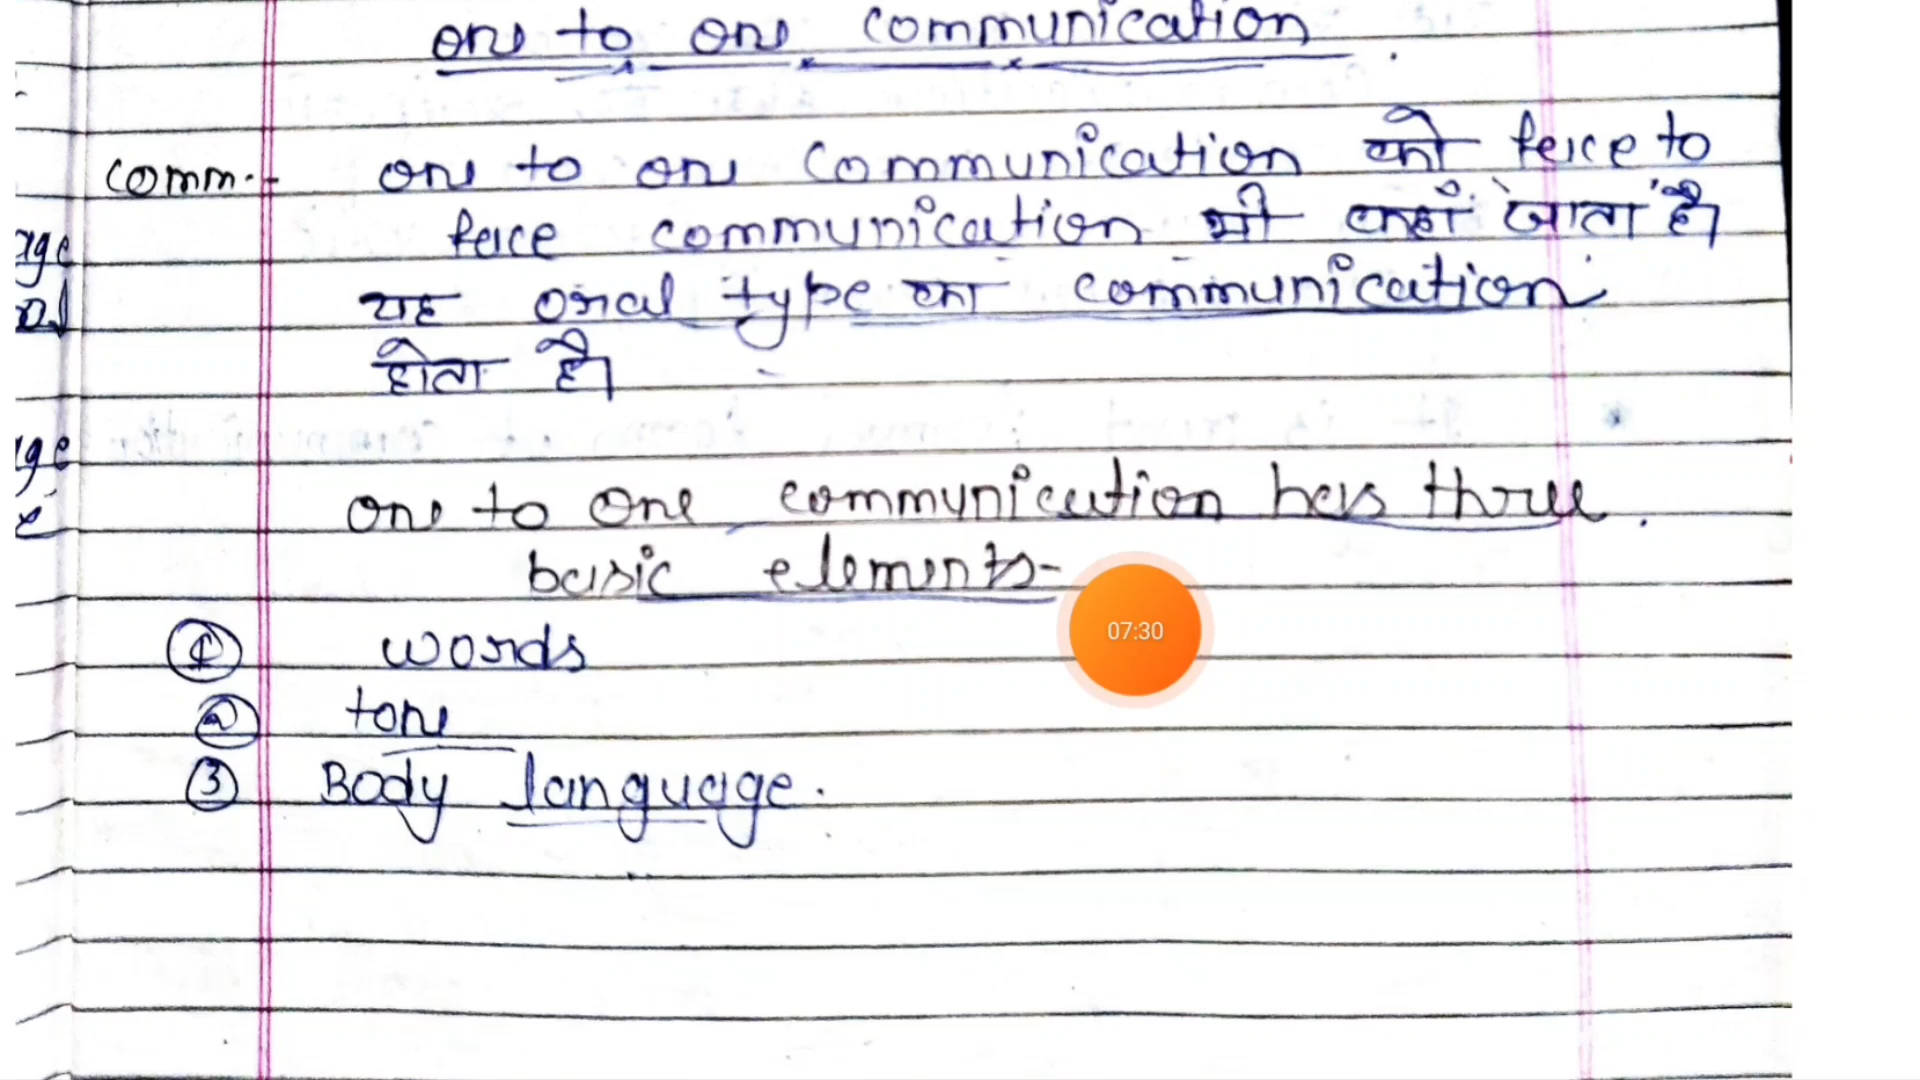 one to one communication
comm.
one to one communication को face to
face communication भी कहाँ जाता है।
यह oral type का communication
होता है।
one to one communication has three
basic elements-
① words
② tone
③ Body language.
07:30